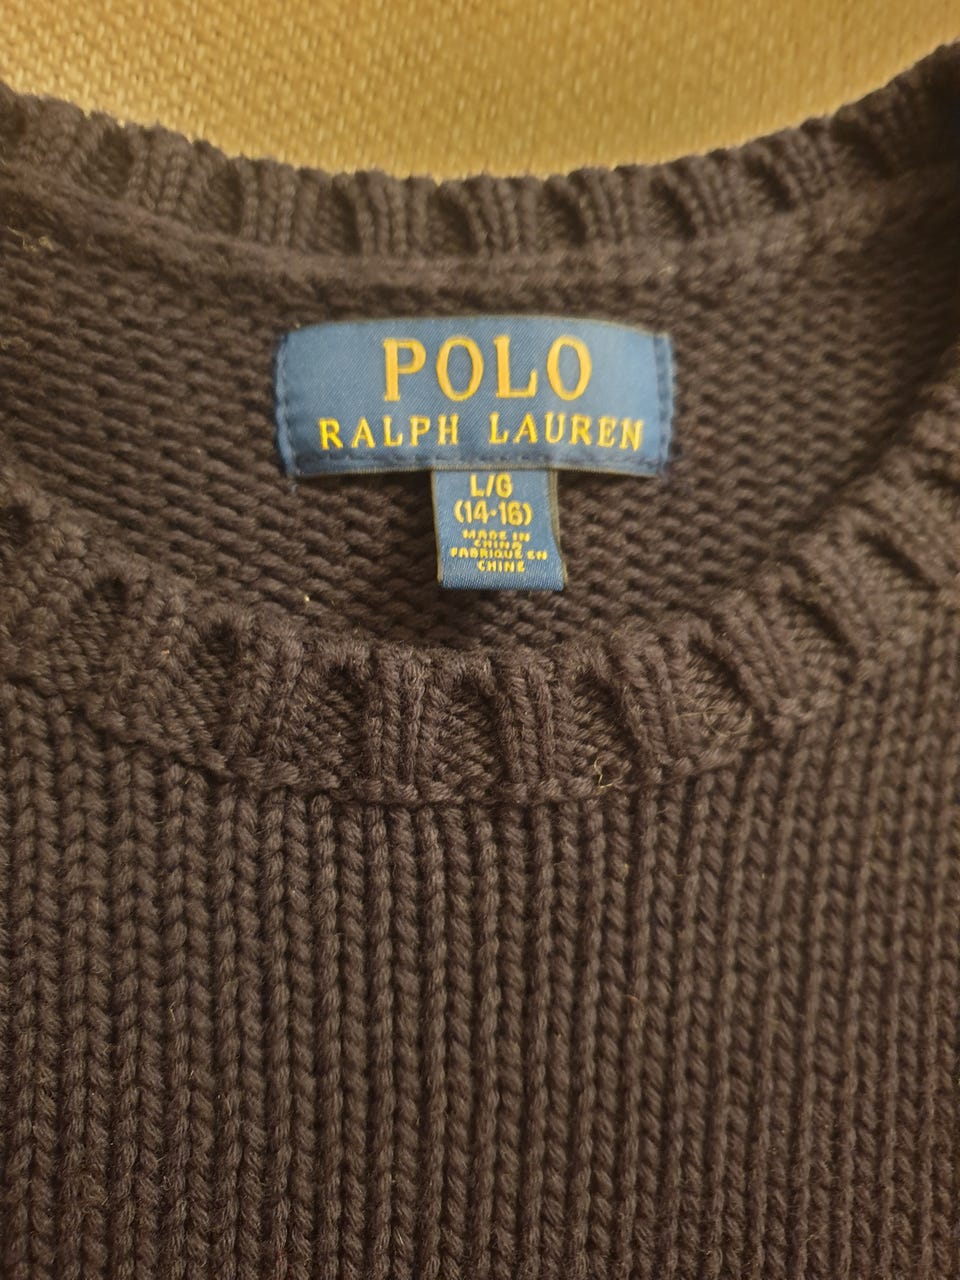 POLO
RALPH LAUREN
L/G
(14-16)
MADE IN
CHINA
FABRIQUE EN
CHINE